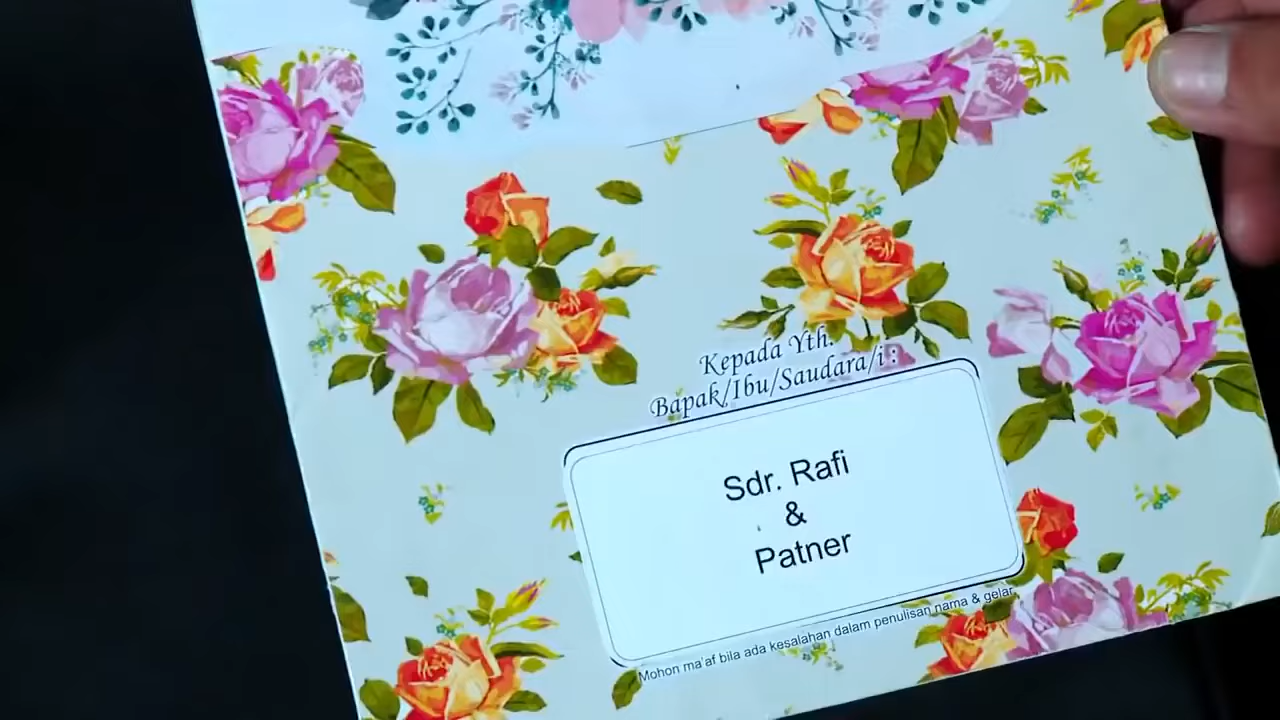 Kepada Yth.
Bapak/Ibu/Saudara/i :
Sdr. Rafi
&
Patner
Mohon ma'af bila ada kesalahan dalam penulisan nama & gelar